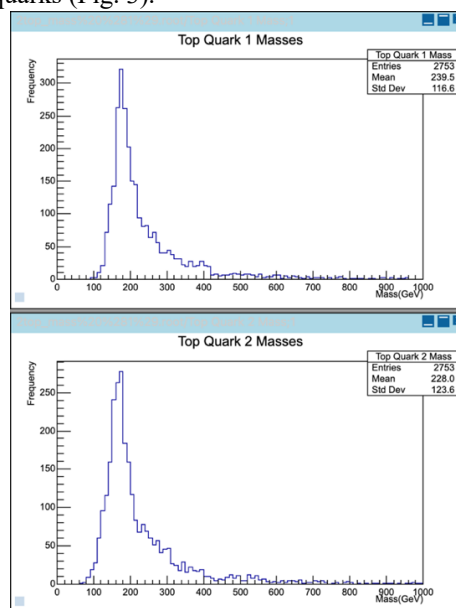 quarks (Fig. 3).
Top Quark 1 Masses
Top Quark 1 Mass
Entries 2753
Mean 239.5
Std Dev 116.6
Frequency
300
250
200
150
100
50
0
0 100 200 300 400 500 600 700 800 900 1000
Mass(GeV)
Top Quark 2 Masses
Top Quark 2 Mass
Entries 2753
Mean 228.0
Std Dev 123.6
Frequency
250
200
150
100
50
0
0 100 200 300 400 500 600 700 800 900 1000
Mass(GeV)